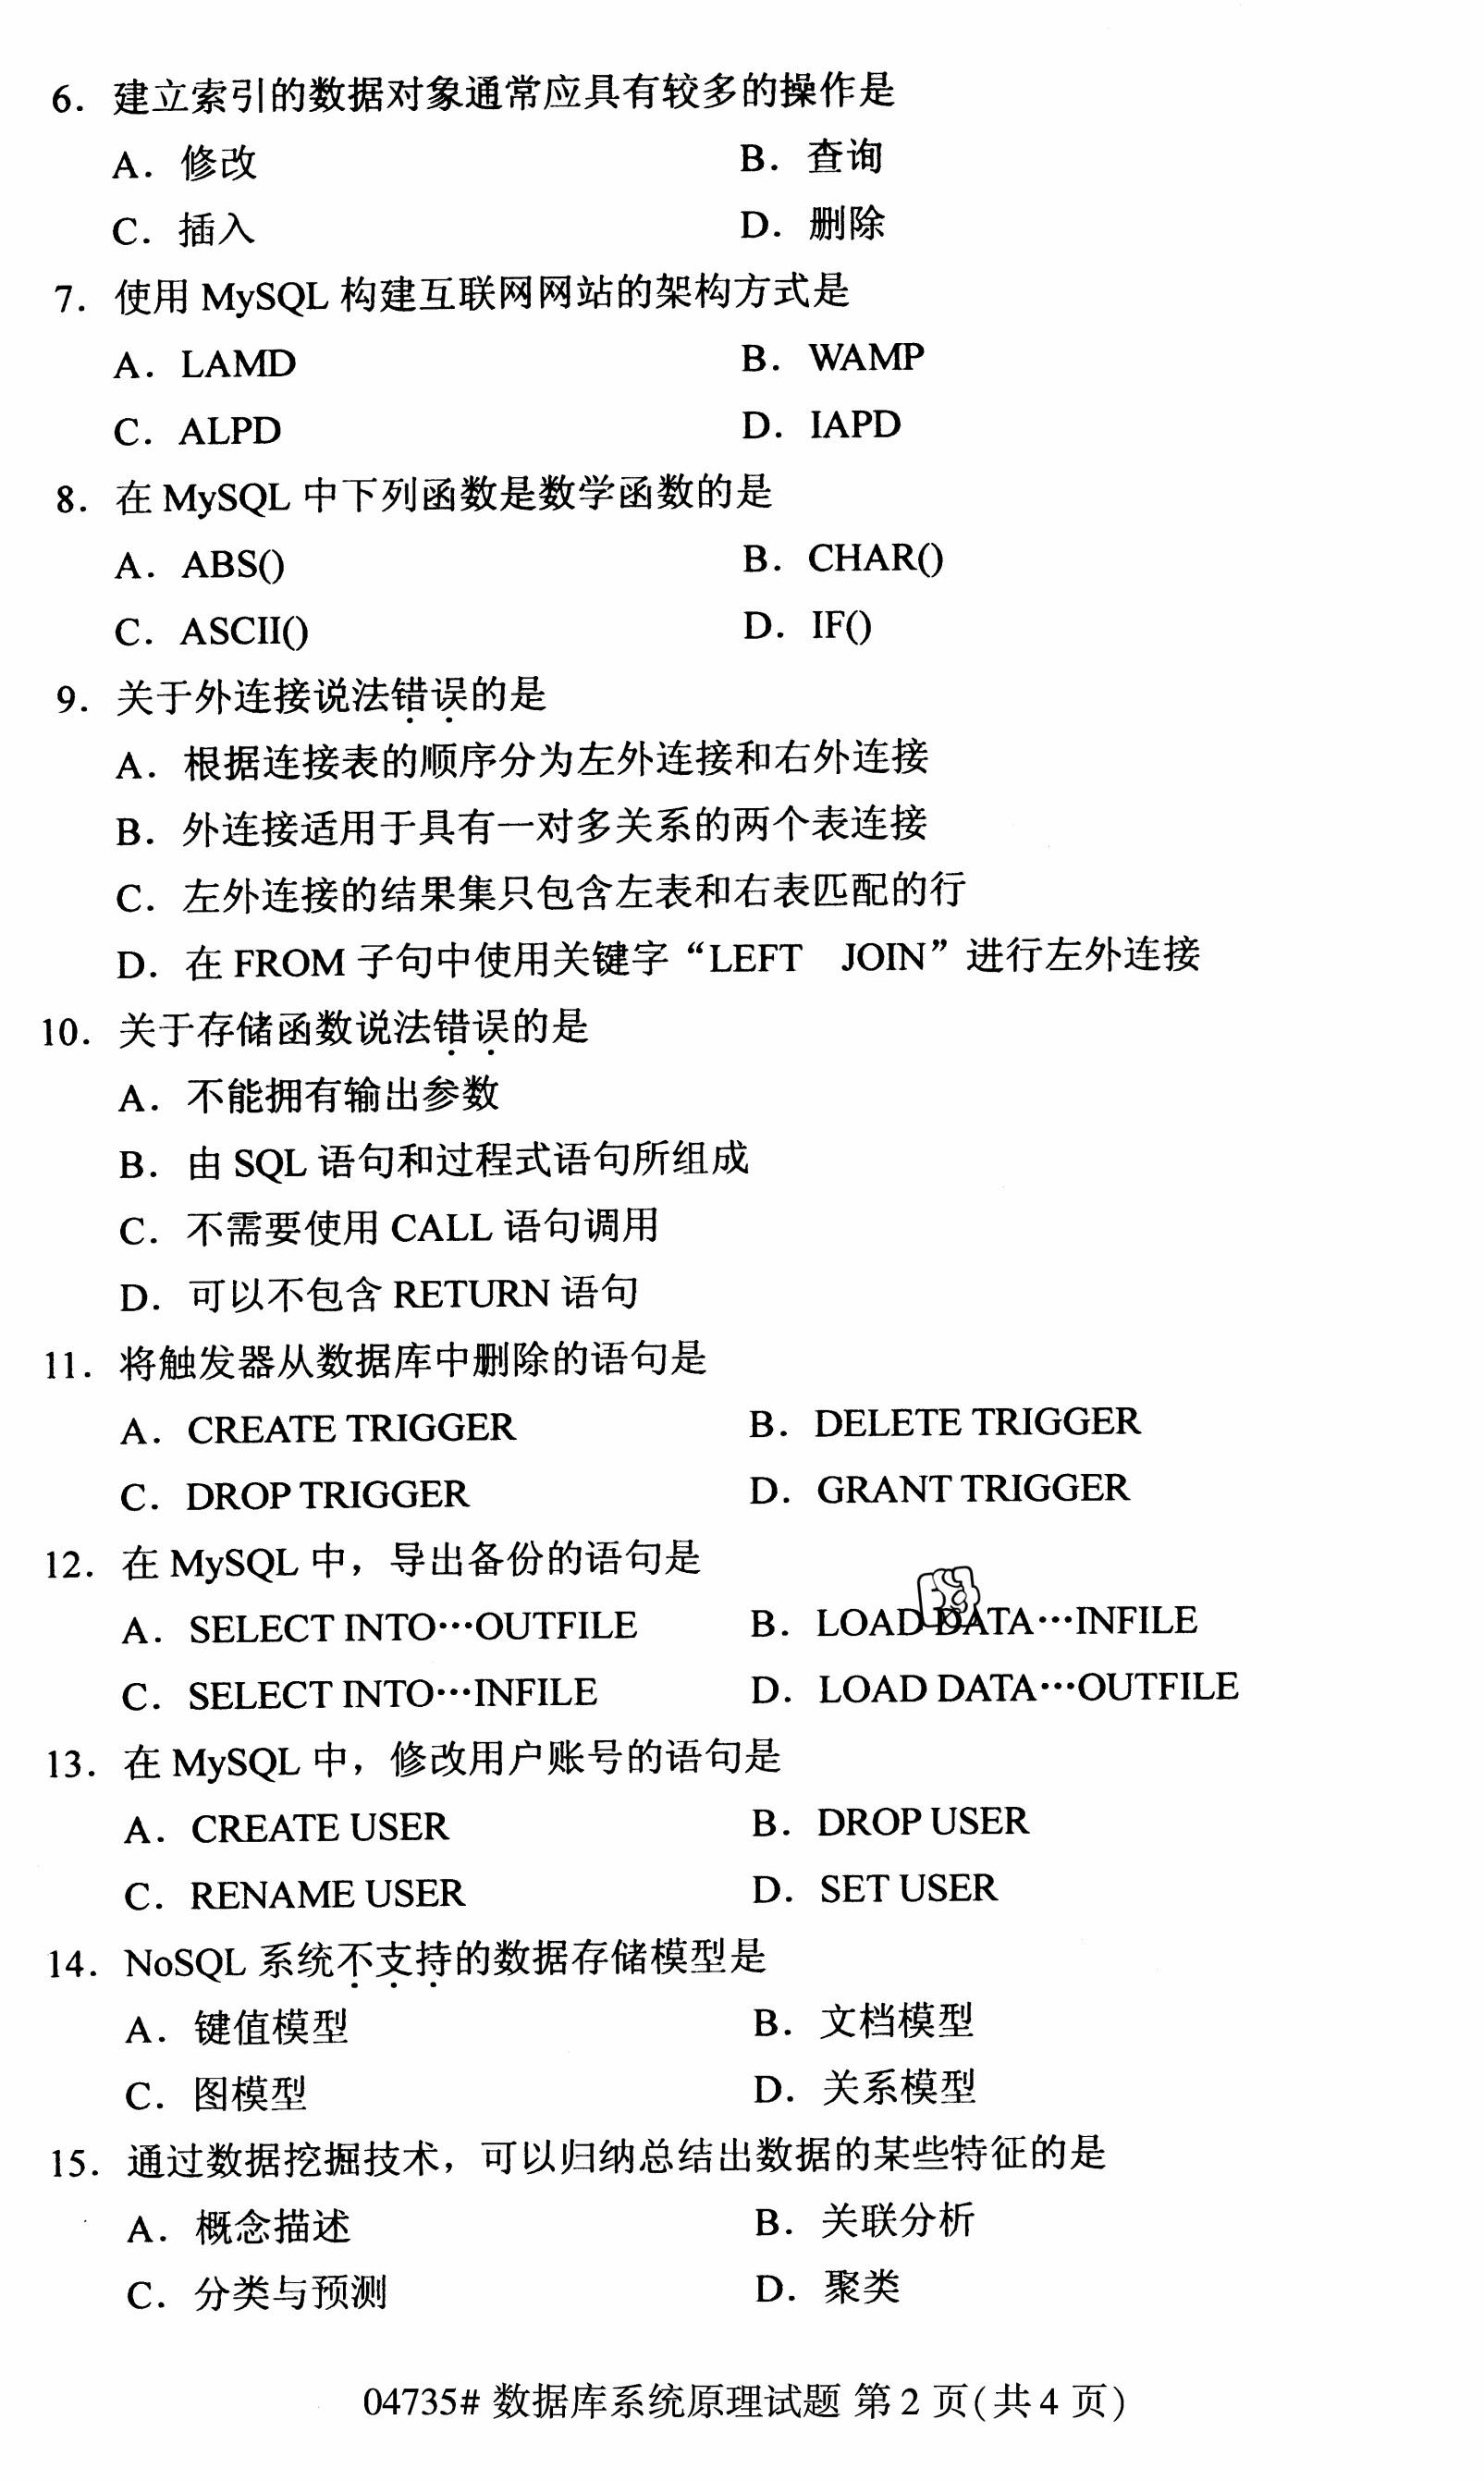 6. 建立索引的数据对象通常应具有较多的操作是
A. 修改 B. 查询
C. 插入 D. 删除
7. 使用 MySQL 构建互联网网站的架构方式是
A. LAMD B. WAMP
C. ALPD D. IAPD
8. 在 MySQL 中下列函数是数学函数的是
A. ABS() B. CHAR()
C. ASCII() D. IF()
9. 关于外连接说法错误的是
A. 根据连接表的顺序分为左外连接和右外连接
B. 外连接适用于具有一对多关系的两个表连接
C. 左外连接的结果集只包含左表和右表匹配的行
D. 在 FROM 子句中使用关键字“LEFT JOIN”进行左外连接
10. 关于存储函数说法错误的是
A. 不能拥有输出参数
B. 由 SQL 语句和过程式语句所组成
C. 不需要使用 CALL 语句调用
D. 可以不包含 RETURN 语句
11. 将触发器从数据库中删除的语句是
A. CREATE TRIGGER B. DELETE TRIGGER
C. DROP TRIGGER D. GRANT TRIGGER
12. 在 MySQL 中，导出备份的语句是
A. SELECT INTO…OUTFILE B. LOAD DATA…INFILE
C. SELECT INTO…INFILE D. LOAD DATA…OUTFILE
13. 在 MySQL 中，修改用户账号的语句是
A. CREATE USER B. DROP USER
C. RENAME USER D. SET USER
14. NoSQL 系统不支持的数据存储模型是
A. 键值模型 B. 文档模型
C. 图模型 D. 关系模型
15. 通过数据挖掘技术，可以归纳总结出数据的某些特征的是
A. 概念描述 B. 关联分析
C. 分类与预测 D. 聚类
04735# 数据库系统原理试题 第 2 页(共 4 页)